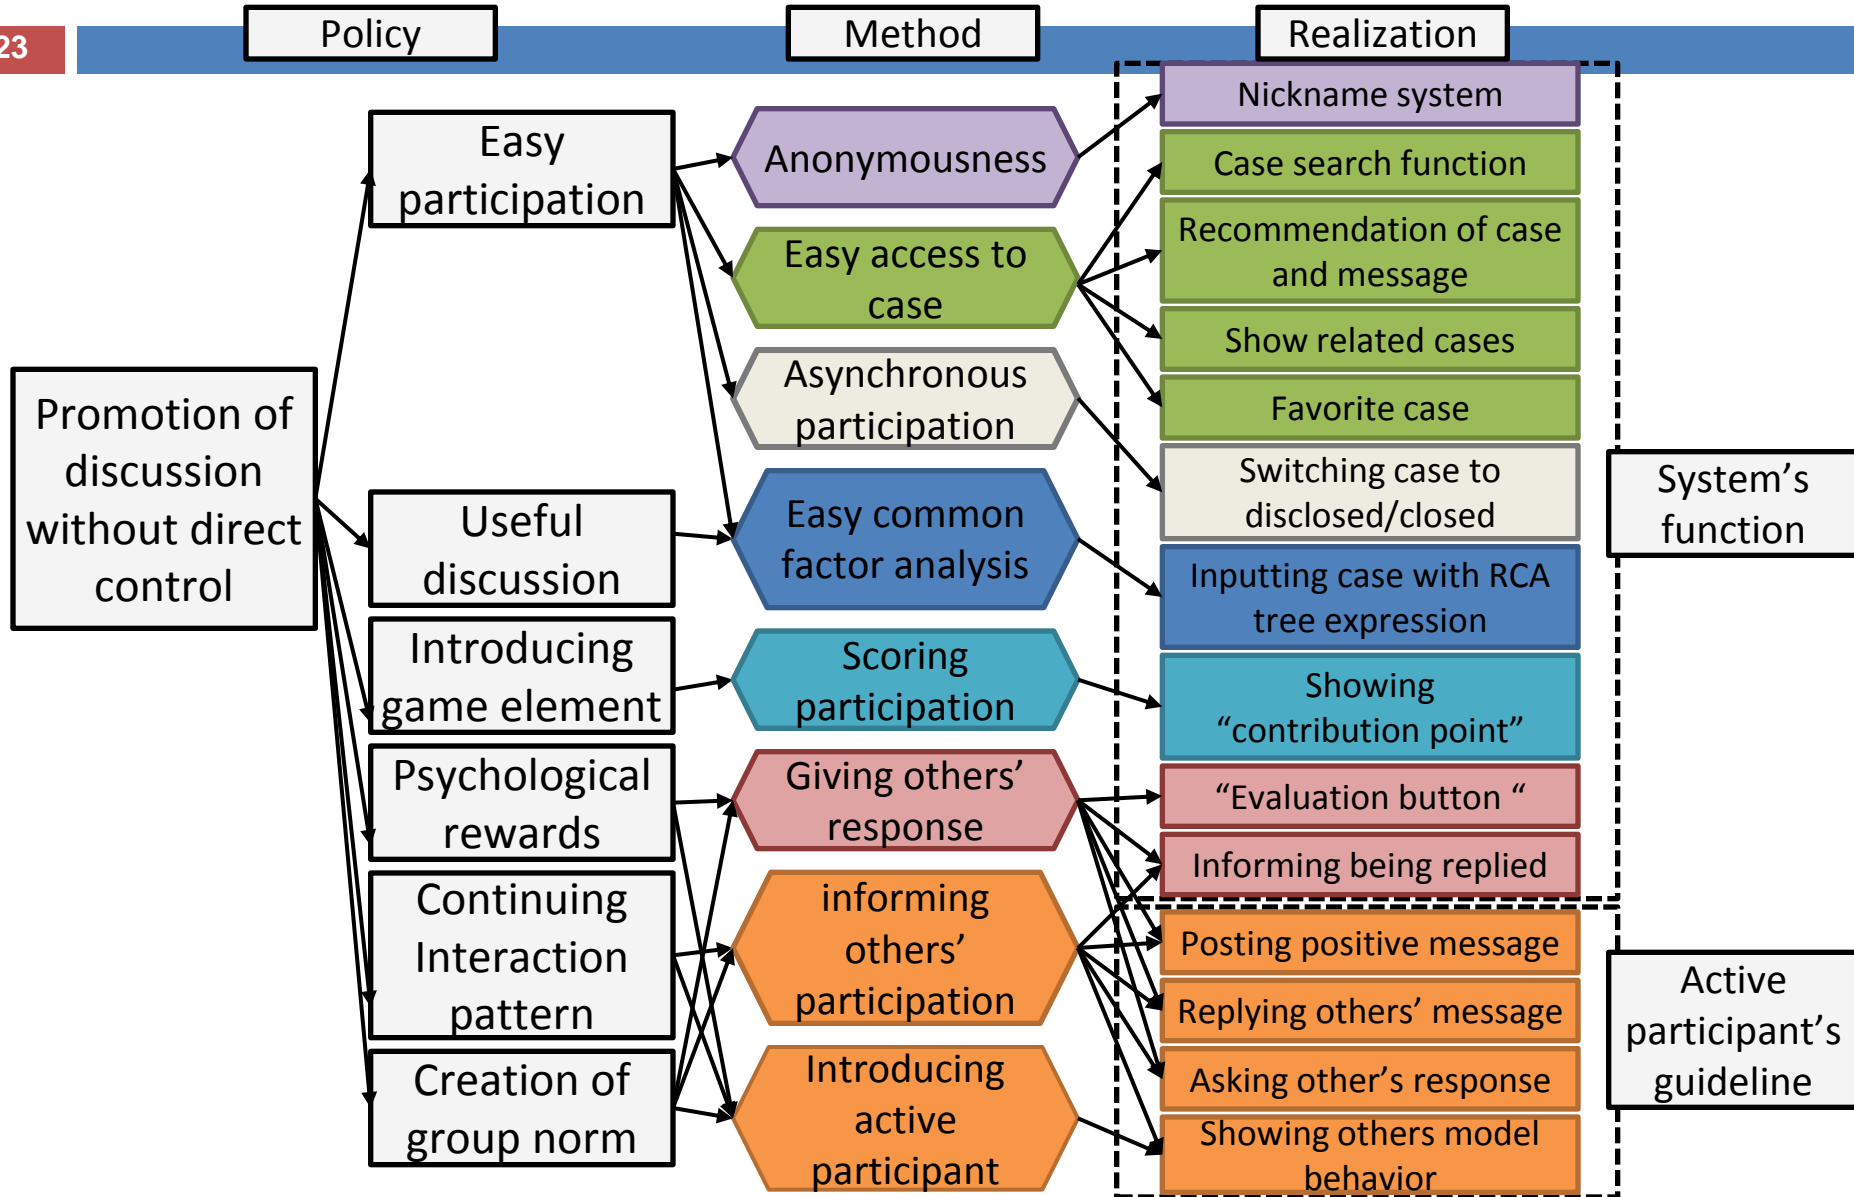 23
Policy
Method
Realization
Promotion of
discussion
without direct
control
Easy
participation
Useful
discussion
Introducing
game element
Psychological
rewards
Continuing
Interaction
pattern
Creation of
group norm
Anonymousness
Easy access to
case
Asynchronous
participation
Easy common
factor analysis
Scoring
participation
Giving others’
response
informing
others’
participation
Introducing
active
participant
Nickname system
Case search function
Recommendation of case
and message
Show related cases
Favorite case
Switching case to
disclosed/closed
Inputting case with RCA
tree expression
Showing
“contribution point”
“Evaluation button “
Informing being replied
Posting positive message
Replying others’ message
Asking other’s response
Showing others model
behavior
System’s
function
Active
participant’s
guideline